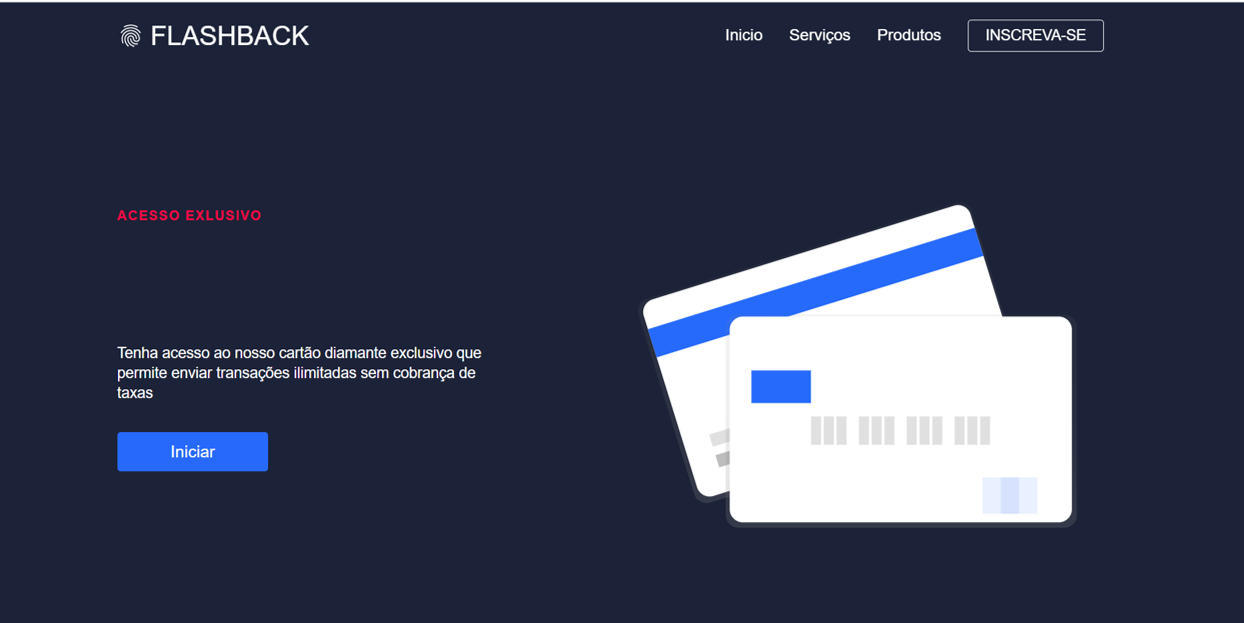 FLASHBACK
Inicio Serviços Produtos INSCREVA-SE
ACESSO EXLUSIVO
Tenha acesso ao nosso cartão diamante exclusivo que
permite enviar transações ilimitadas sem cobrança de
taxas
Iniciar